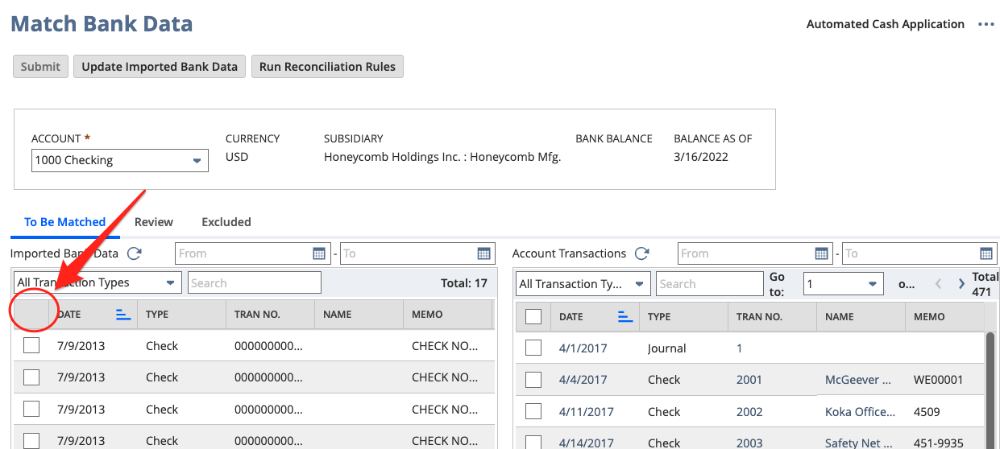 Match Bank Data
Automated Cash Application
Submit Update Imported Bank Data Run Reconciliation Rules
ACCOUNT * CURRENCY SUBSIDIARY BANK BALANCE BALANCE AS OF
1000 Checking USD Honeycomb Holdings Inc. : Honeycomb Mfg. 3/16/2022
To Be Matched Review Excluded
Imported Bank Data From - To Account Transactions From - To
All Transaction Types Search Total: 17 All Transaction Ty... Search Go to: 1 o... Total 471
DATE TYPE TRAN NO. NAME MEMO DATE TYPE TRAN NO. NAME MEMO
7/9/2013 Check 000000000... CHECK NO... 4/1/2017 Journal 1
7/9/2013 Check 000000000... CHECK NO... 4/4/2017 Check 2001 McGeever ... WE00001
7/9/2013 Check 000000000... CHECK NO... 4/11/2017 Check 2002 Koka Office... 4509
7/9/2013 Check 000000000... CHECK NO... 4/14/2017 Check 2003 Safety Net ... 451-9935